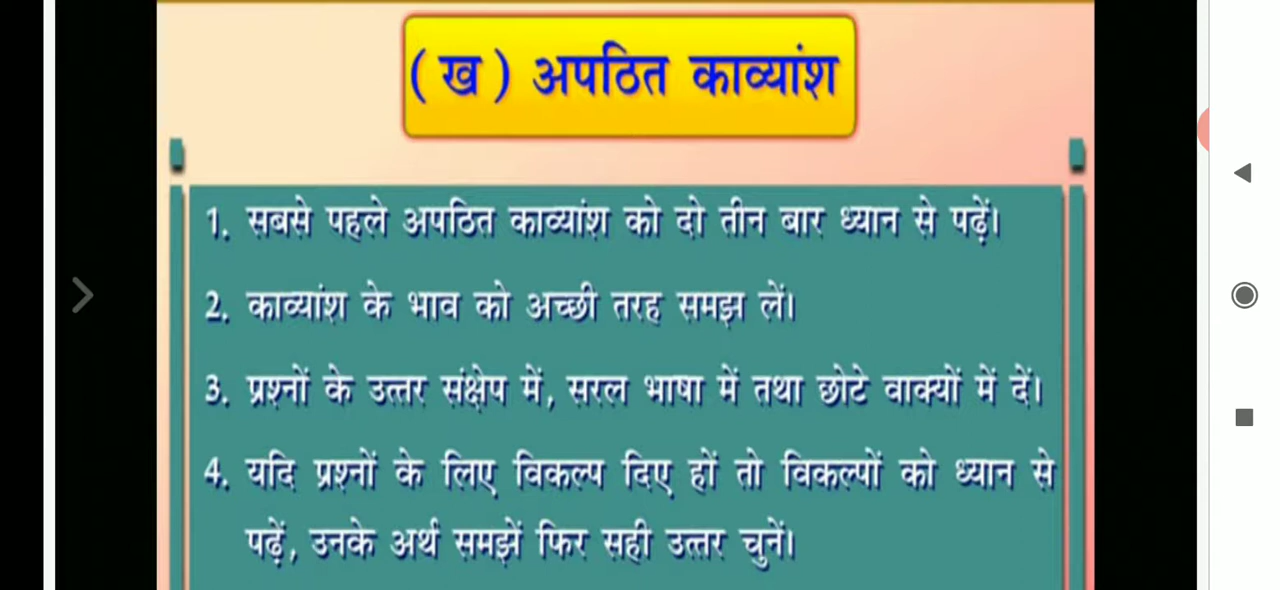 ( ख ) अपठित काव्यांश
1. सबसे पहले अपठित काव्यांश को दो तीन बार ध्यान से पढ़ें।
2. काव्यांश के भाव को अच्छी तरह समझ लें।
3. प्रश्नों के उत्तर संक्षेप में, सरल भाषा में तथा छोटे वाक्यों में दें।
4. यदि प्रश्नों के लिए विकल्प दिए हों तो विकल्पों को ध्यान से
पढ़ें, उनके अर्थ समझें फिर सही उत्तर चुनें।